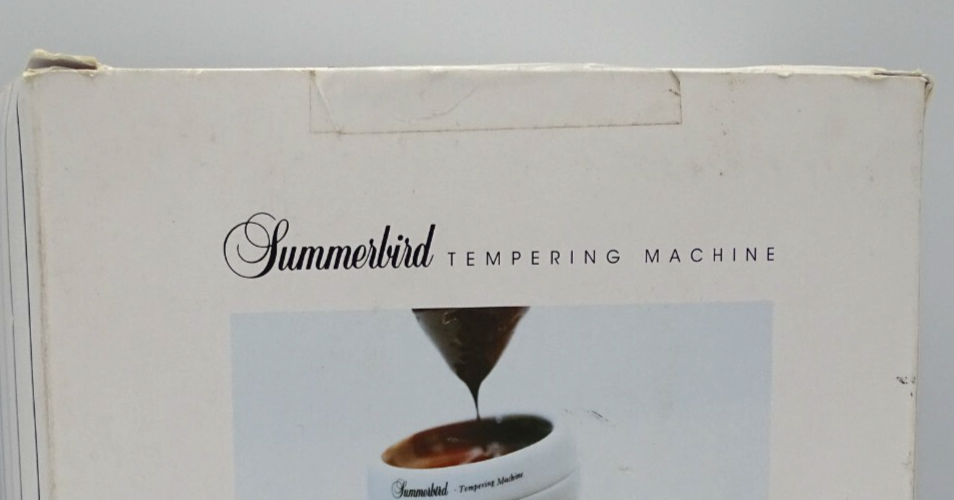 Summerbird TEMPERING MACHINE
Summerbird - Tempering Machine